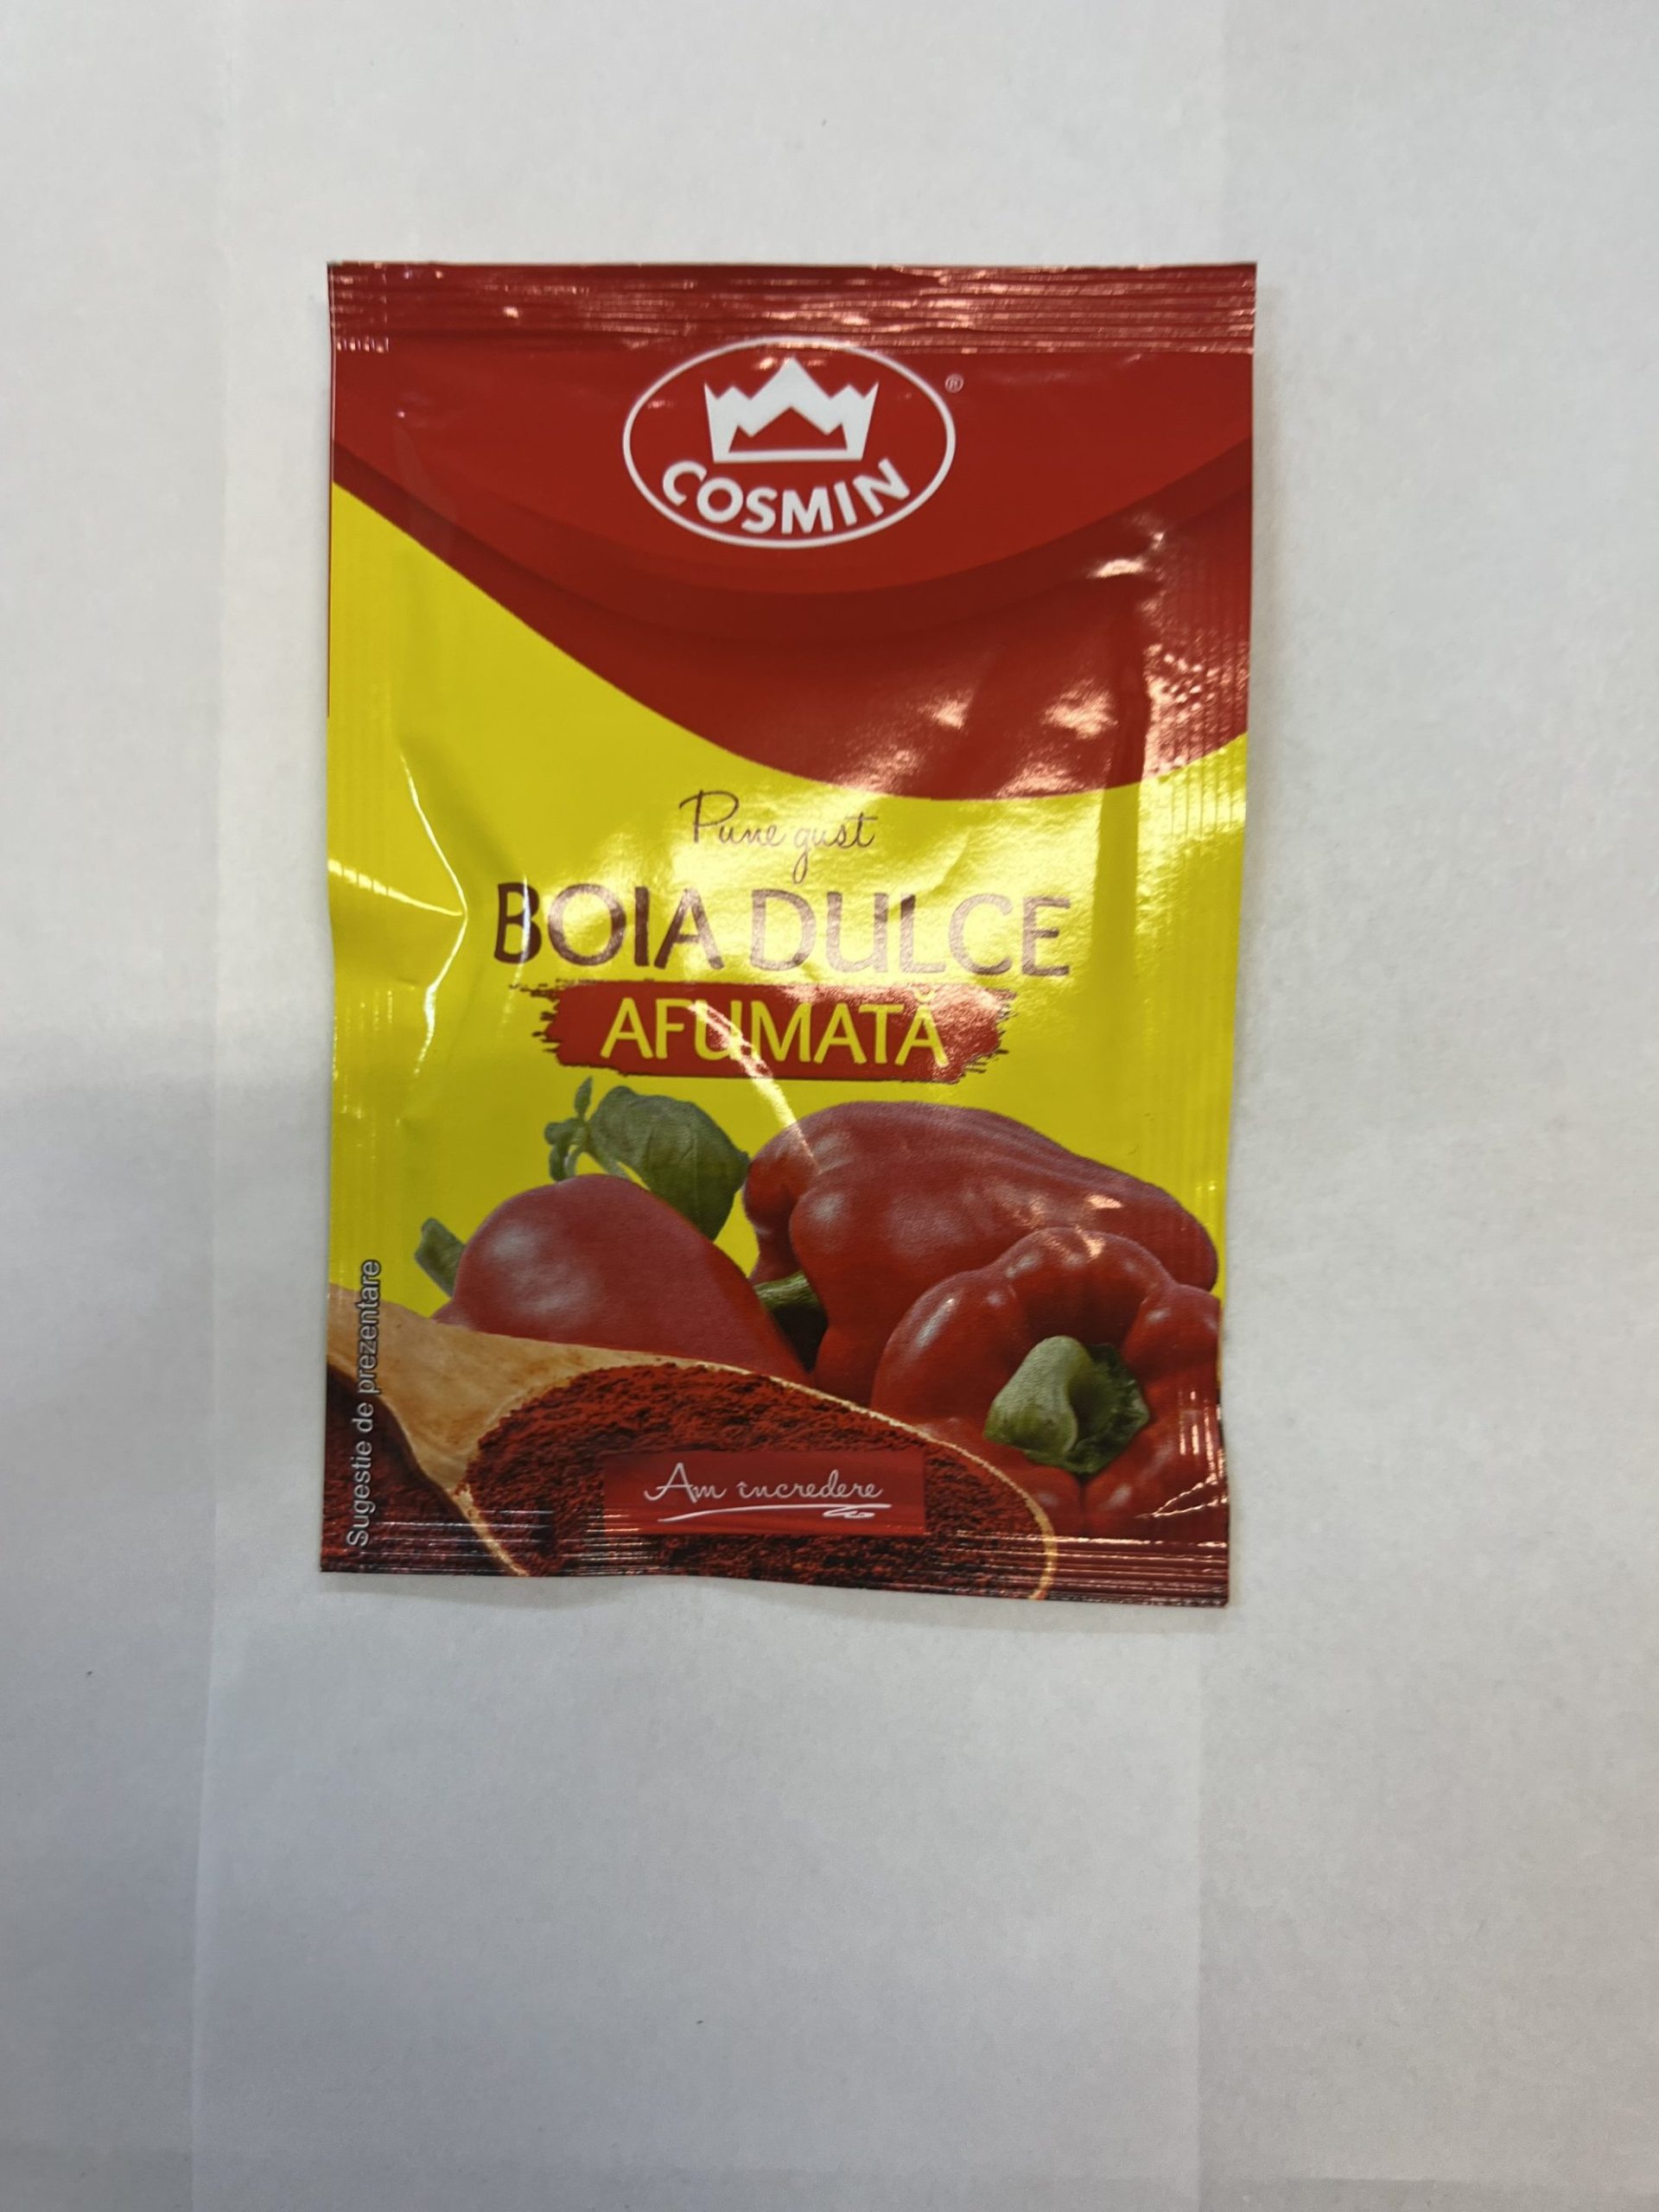 ®
COSMIN
Pune gust
BOIA DULCE
AFUMATĂ
Sugestie de prezentare
Am încredere